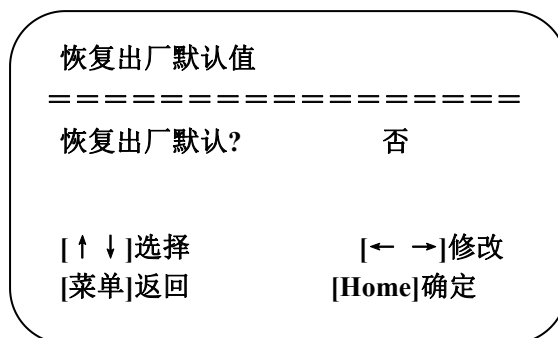 恢复出厂默认值
=================
恢复出厂默认? 否
[↑ ↓]选择 [← →]修改
[菜单]返回 [Home]确定